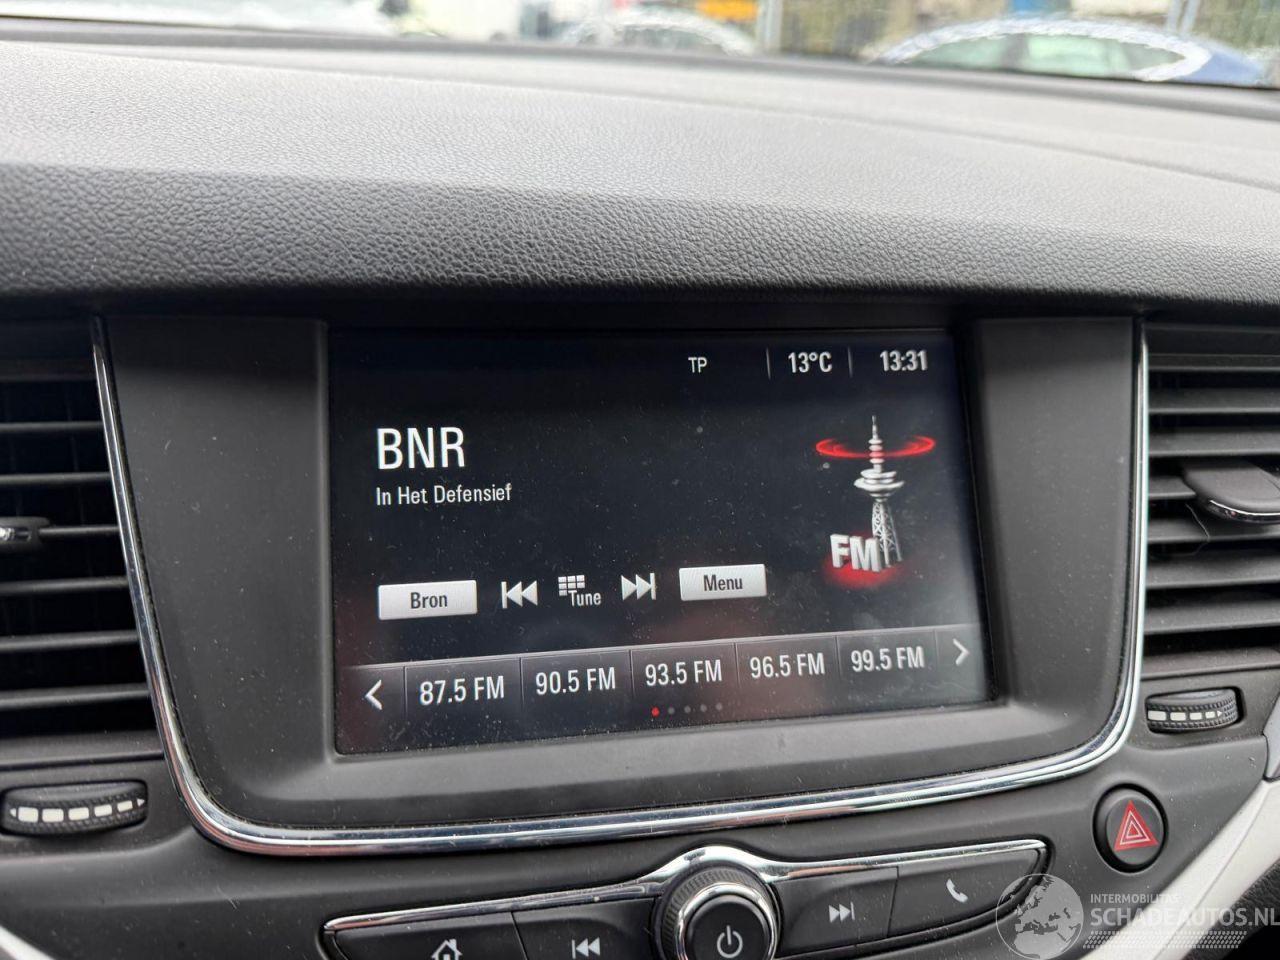 TP 13°C 13:31
BNR
In Het Defensief
FM
Bron Tune Menu
87.5 FM 90.5 FM 93.5 FM 96.5 FM 99.5 FM
INTERMOBILITAS
SCHADEAUTOS.NL